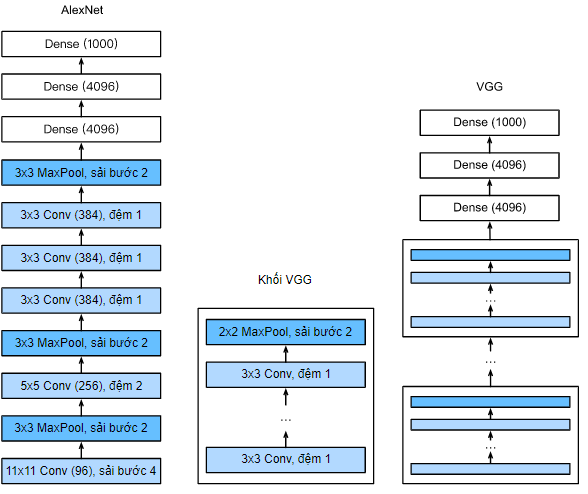 AlexNet
Dense (1000)
Dense (4096)
Dense (4096)
3x3 MaxPool, sải bước 2
3x3 Conv (384), đệm 1
3x3 Conv (384), đệm 1
3x3 Conv (384), đệm 1
3x3 MaxPool, sải bước 2
5x5 Conv (256), đệm 2
3x3 MaxPool, sải bước 2
11x11 Conv (96), sải bước 4
Khối VGG
2x2 MaxPool, sải bước 2
3x3 Conv, đệm 1
...
3x3 Conv, đệm 1
VGG
Dense (1000)
Dense (4096)
Dense (4096)
...
...
...